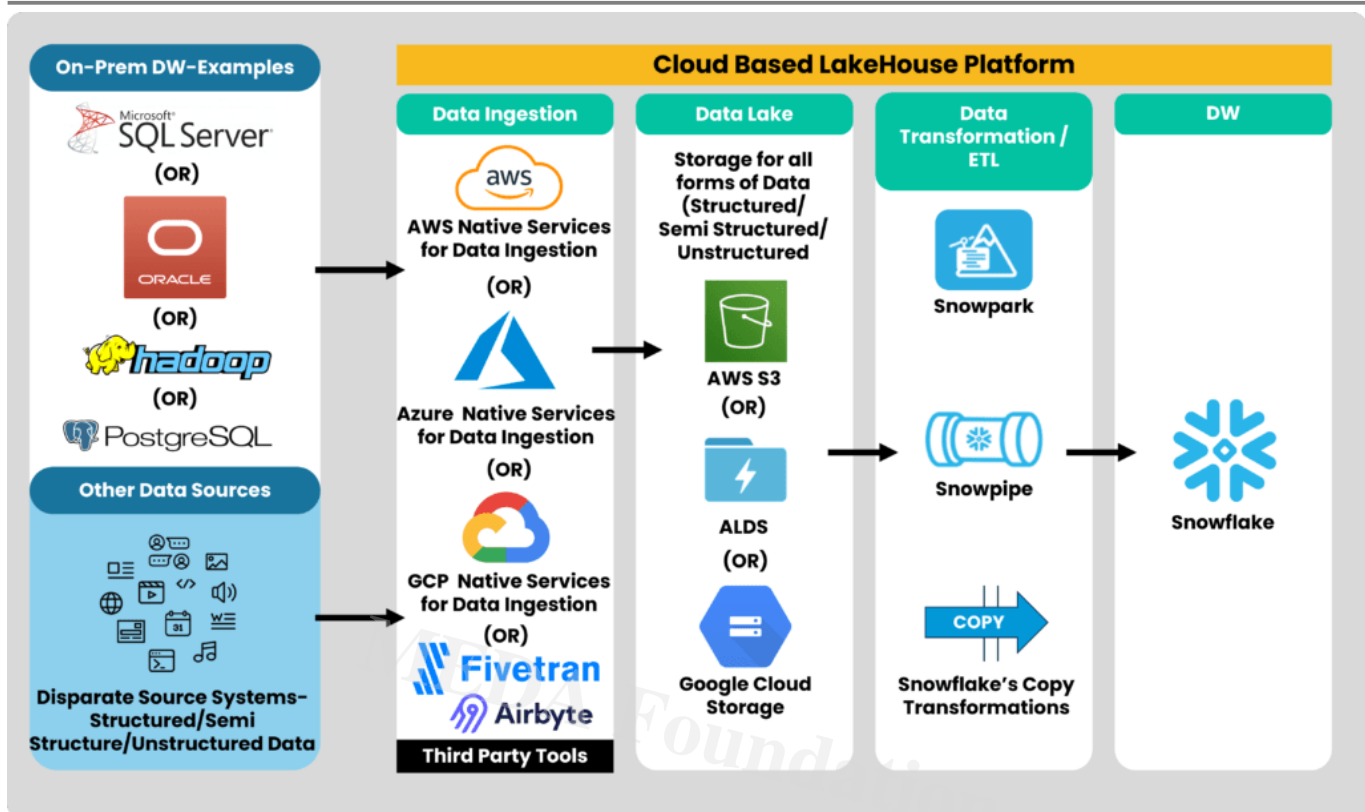 On-Prem DW-Examples
Microsoft®
SQL Server®
(OR)
ORACLE
(OR)
hadoop
(OR)
PostgreSQL
Other Data Sources
31
W
Disparate Source Systems-
Structured/Semi
Structure/Unstructured Data
Cloud Based LakeHouse Platform
Data Ingestion
aws
AWS Native Services
for Data Ingestion
(OR)
Azure Native Services
for Data Ingestion
(OR)
GCP Native Services
for Data Ingestion
(OR)
Fivetran
Airbyte
Third Party Tools
Data Lake
Storage for all
forms of Data
(Structured/
Semi Structured/
Unstructured
AWS S3
(OR)
ALDS
(OR)
Google Cloud
Storage
Data
Transformation /
ETL
Snowpark
Snowpipe
COPY
Snowflake's Copy
Transformations
DW
Snowflake
MEDA Foundation